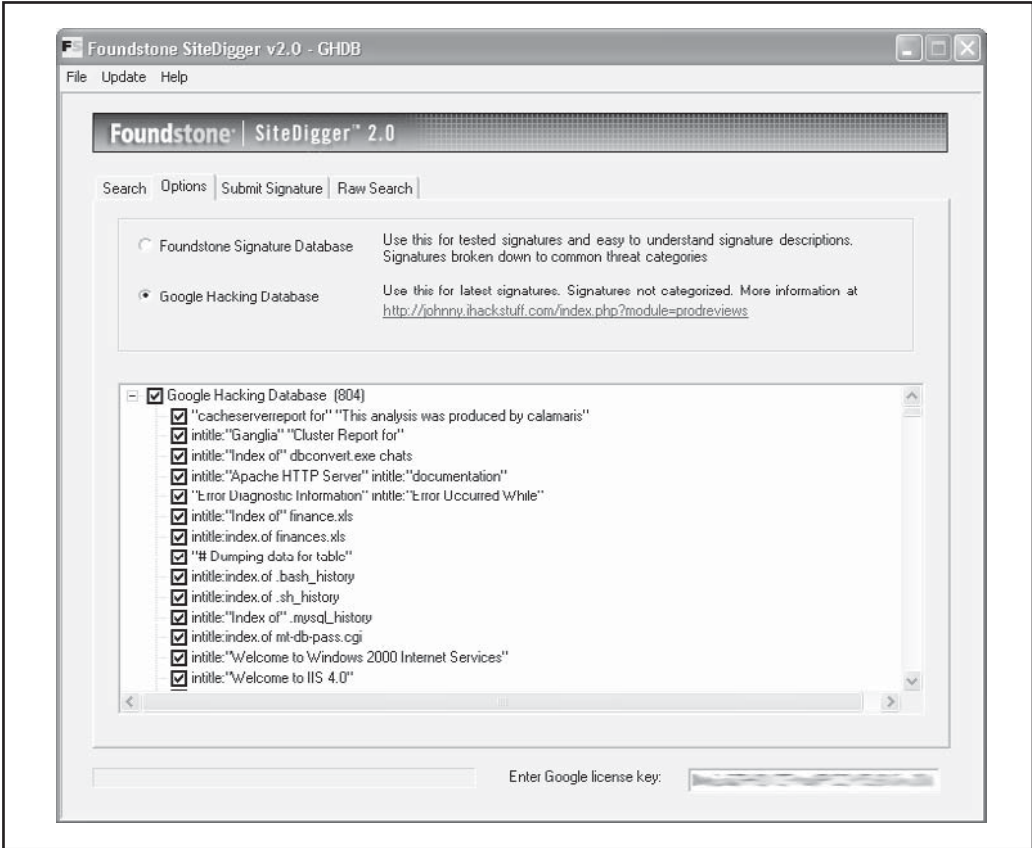 Foundstone SiteDigger v2.0 - GHDB
File Update Help
Foundstone | SiteDigger™ 2.0
Search Options Submit Signature Raw Search
Foundstone Signature Database
Use this for tested signatures and easy to understand signature descriptions.
Signatures broken down to common threat categories
Google Hacking Database
Use this for latest signatures. Signatures not categorized. More information at
http://johnny.ihackstuff.com/index.php?module=prodreviews
Google Hacking Database (804)
"cacheserverreport for" "This analysis was produced by calamaris"
intitle:"Ganglia" "Cluster Report for"
intitle:"Index of" dbconvert.exe chats
intitle:"Apache HTTP Server" intitle:"documentation"
"Error Diagnostic Information" intitle:"Error Occurred While"
intitle:"Index of" finance.xls
intitle:index.of finances.xls
"# Dumping data for table"
intitle:index.of .bash_history
intitle:index.of .sh_history
intitle:"Index of" .mysql_history
intitle:index.of mt-db-pass.cgi
intitle:"Welcome to Windows 2000 Internet Services"
intitle:"Welcome to IIS 4.0"
Enter Google license key: